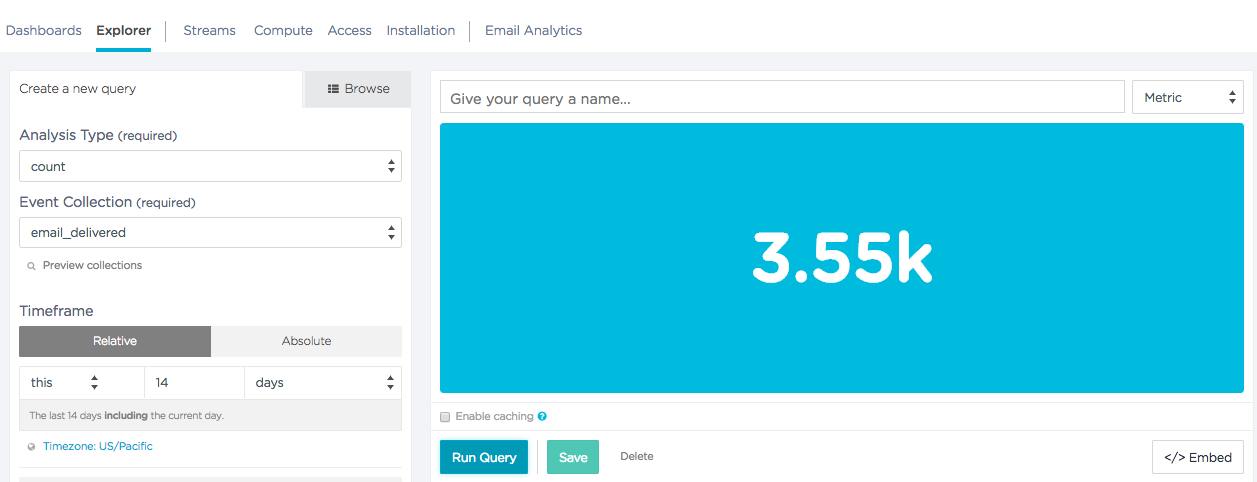 Dashboards Explorer Streams Compute Access Installation Email Analytics
Create a new query Browse
Analysis Type (required)
count
Event Collection (required)
email_delivered
Preview collections
Timeframe
Relative Absolute
this 14 days
The last 14 days including the current day.
Timezone: US/Pacific
Give your query a name... Metric
3.55k
Enable caching ?
Run Query Save Delete </> Embed